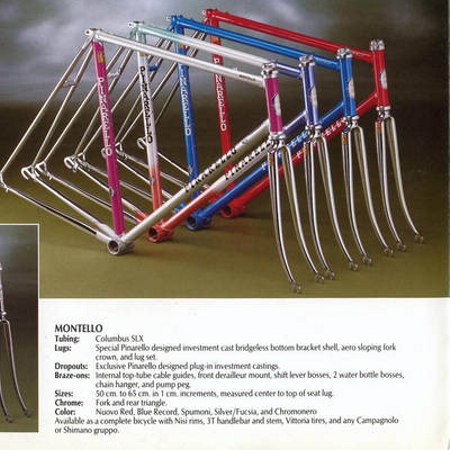 PINARELLO
PINARELLO
PINARELLO
PINARELLO
PINARELLO
PINARELLO
MONTELLO
Tubing: Columbus SLX
Lugs: Special Pinarello designed investment cast bridgeless bottom bracket shell, aero sloping fork
crown, and lug set.
Dropouts: Exclusive Pinarello designed plug-in investment castings.
Braze-ons: Internal top-tube cable guides, front derailleur mount, shift lever bosses, 2 water bottle bosses,
chain hanger, and pump peg.
Sizes: 50 cm. to 65 cm. in 1 cm. increments, measured center to top of seat lug.
Chrome: Fork and rear triangle.
Color: Nuovo Red, Blue Record, Spumoni, Silver/Fucsia, and Chromonero
Available as a complete bicycle with Nisi rims, 3T handlebar and stem, Vittoria tires, and any Campagnolo
or Shimano gruppo.